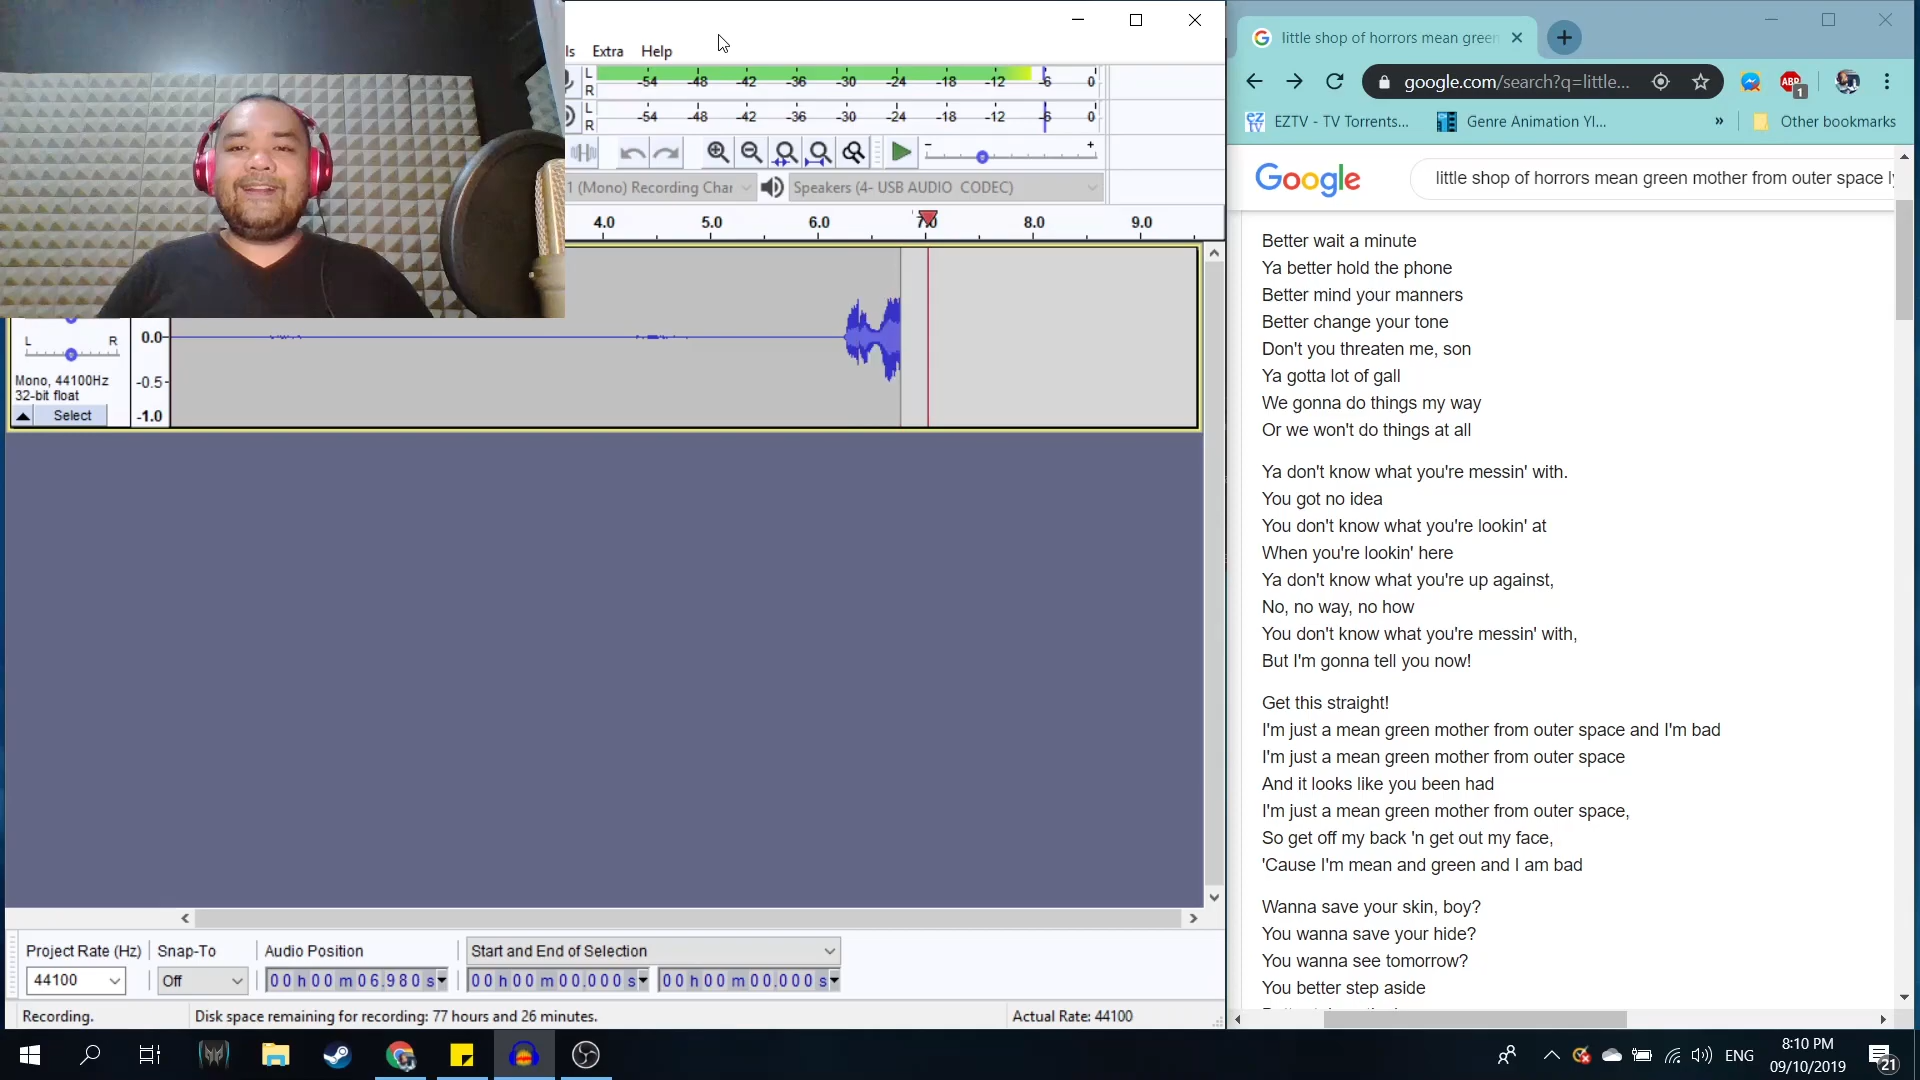 ls Extra Help
L
R
-54 -48 -42 -36 -30 -24 -18 -12 -6 0
L
R
-54 -48 -42 -36 -30 -24 -18 -12 -6 0
- +
1 (Mono) Recording Char
Speakers (4- USB AUDIO CODEC)
4.0 5.0 6.0 7.0 8.0 9.0
L R
Mono, 44100Hz
32-bit float
Select
0.0
-0.5
-1.0
Project Rate (Hz) Snap-To Audio Position Start and End of Selection
44100 Off 00 h 00 m 06.980 s 00 h 00 m 00.000 s 00 h 00 m 00.000 s
Recording. Disk space remaining for recording: 77 hours and 26 minutes. Actual Rate: 44100
little shop of horrors mean green
google.com/search?q=little...
ABP
1
EZTV - TV Torrents...
Genre Animation YI...
»
Other bookmarks
Google
little shop of horrors mean green mother from outer space ly
Better wait a minute
Ya better hold the phone
Better mind your manners
Better change your tone
Don't you threaten me, son
Ya gotta lot of gall
We gonna do things my way
Or we won't do things at all
Ya don't know what you're messin' with.
You got no idea
You don't know what you're lookin' at
When you're lookin' here
Ya don't know what you're up against,
No, no way, no how
You don't know what you're messin' with,
But I'm gonna tell you now!
Get this straight!
I'm just a mean green mother from outer space and I'm bad
I'm just a mean green mother from outer space
And it looks like you been had
I'm just a mean green mother from outer space,
So get off my back 'n get out my face,
'Cause I'm mean and green and I am bad
Wanna save your skin, boy?
You wanna save your hide?
You wanna see tomorrow?
You better step aside
ENG
8:10 PM
09/10/2019
21